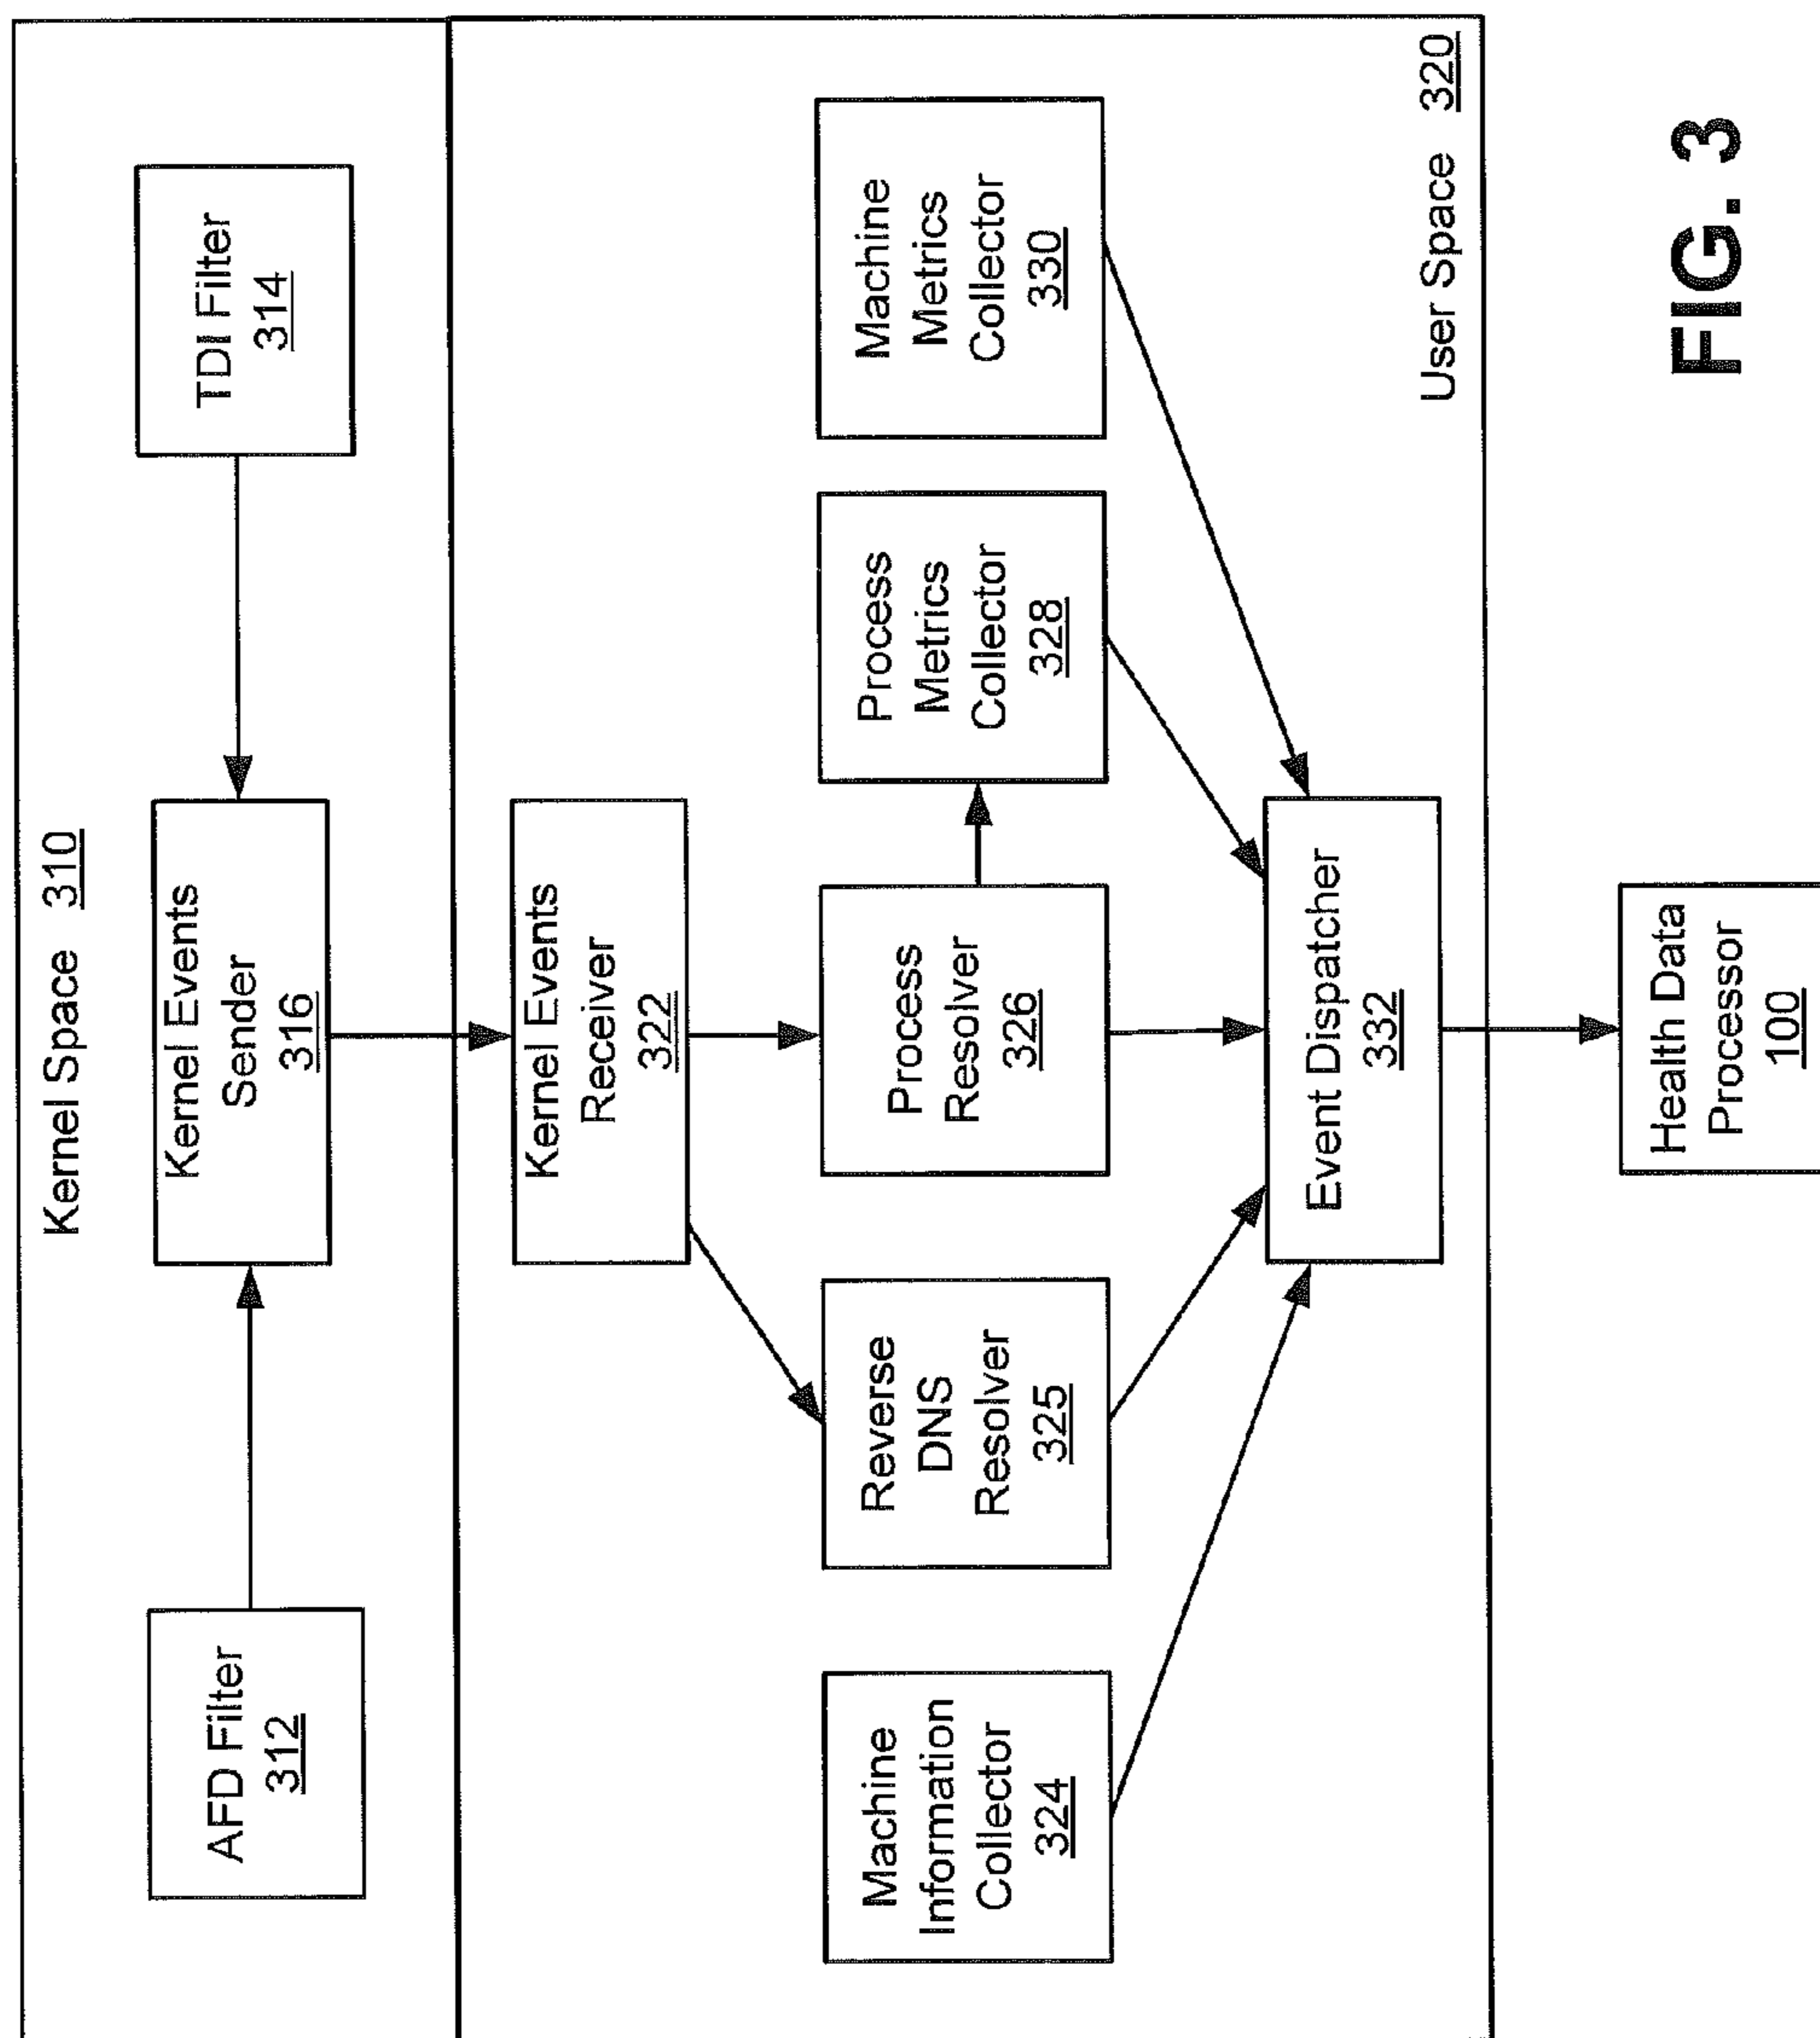 Kernel Space 310
AFD Filter
312
Kernel Events
Sender
316
TDI Filter
314
Kernel Events
Receiver
322
Machine
Information
Collector
324
Reverse
DNS
Resolver
325
Process
Resolver
326
Process
Metrics
Collector
328
Machine
Metrics
Collector
330
Event Dispatcher
332
User Space 320
Health Data
Processor
100
FIG. 3